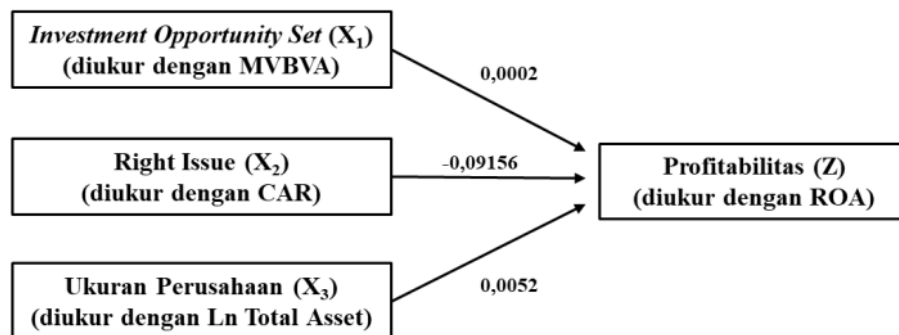 Investment Opportunity Set (X₁)
(diukur dengan MVBVA)
0,0002
Right Issue (X₂)
(diukur dengan CAR)
-0,09156
Profitabilitas (Z)
(diukur dengan ROA)
Ukuran Perusahaan (X₃)
(diukur dengan Ln Total Asset)
0,0052